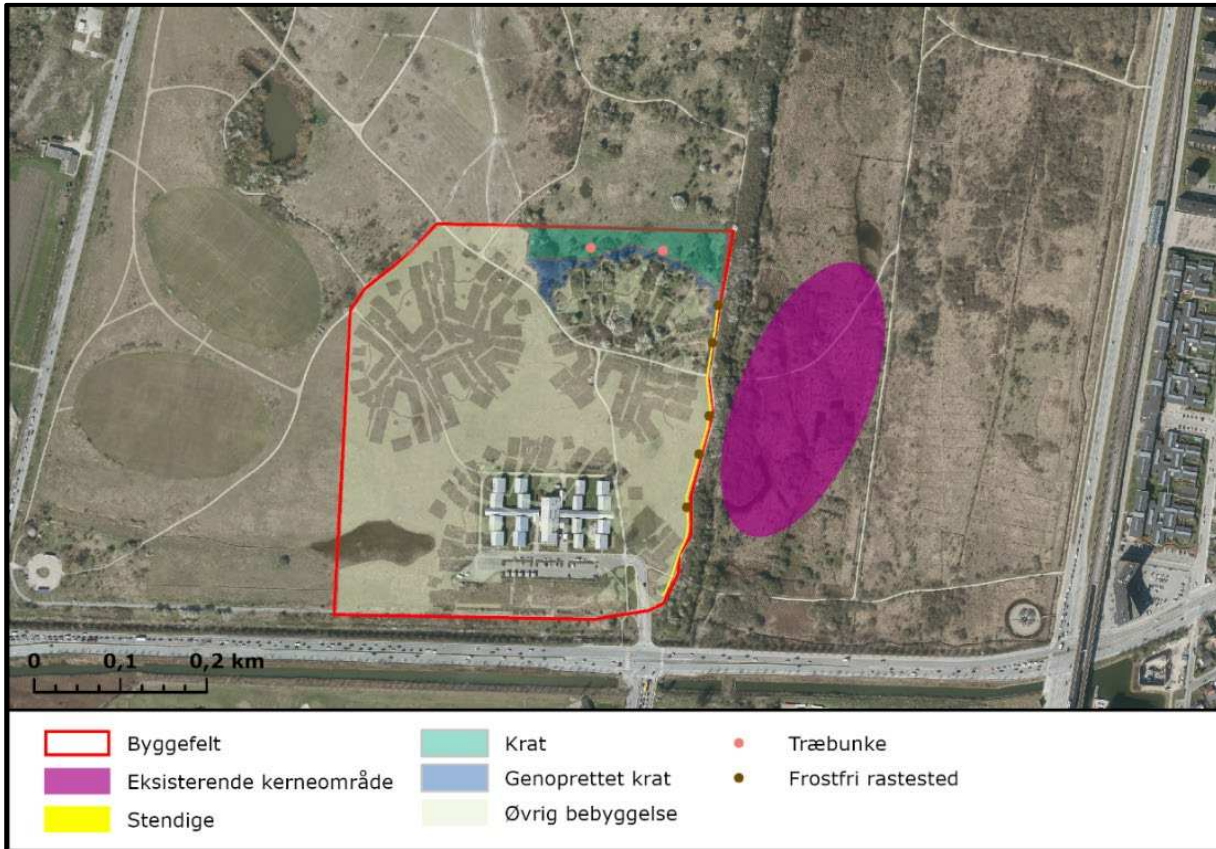 0 0,1 0,2 km
Byggefelt
Eksisterende kerneområde
Stendige
Krat
Genoprettet krat
Øvrig bebyggelse
Træbunke
Frostfri rastested